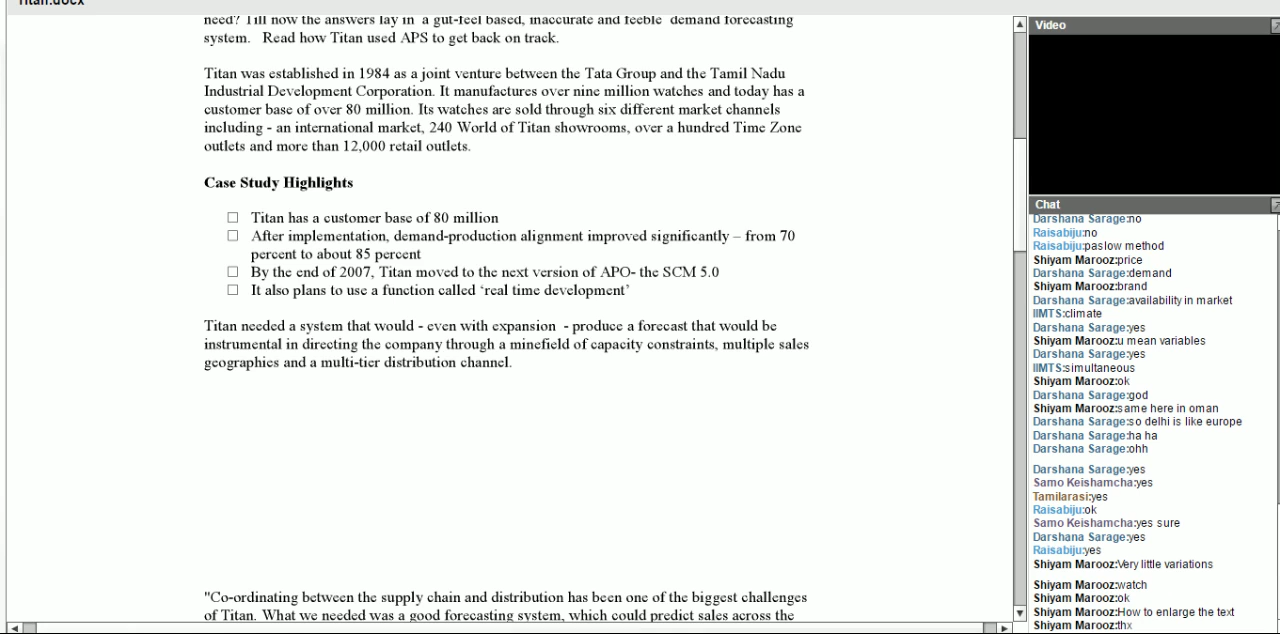 Titan.docx
need? Till now the answers lay in a gut-feel based, inaccurate and feeble demand forecasting
system. Read how Titan used APS to get back on track.
Titan was established in 1984 as a joint venture between the Tata Group and the Tamil Nadu
Industrial Development Corporation. It manufactures over nine million watches and today has a
customer base of over 80 million. Its watches are sold through six different market channels
including - an international market, 240 World of Titan showrooms, over a hundred Time Zone
outlets and more than 12,000 retail outlets.
Case Study Highlights
☐ Titan has a customer base of 80 million
☐ After implementation, demand-production alignment improved significantly – from 70
percent to about 85 percent
☐ By the end of 2007, Titan moved to the next version of APO- the SCM 5.0
☐ It also plans to use a function called ‘real time development’
Titan needed a system that would - even with expansion - produce a forecast that would be
instrumental in directing the company through a minefield of capacity constraints, multiple sales
geographies and a multi-tier distribution channel.
"Co-ordinating between the supply chain and distribution has been one of the biggest challenges
of Titan. What we needed was a good forecasting system, which could predict sales across the
Video
Chat
Darshana Sarage:no
Raisabiju:no
Raisabiju:paslow method
Shiyam Marooz:price
Darshana Sarage:demand
Shiyam Marooz:brand
Darshana Sarage:availability in market
IIMTS:climate
Darshana Sarage:yes
Shiyam Marooz:u mean variables
Darshana Sarage:yes
IIMTS:simultaneous
Shiyam Marooz:ok
Darshana Sarage:god
Shiyam Marooz:same here in oman
Darshana Sarage:so delhi is like europe
Darshana Sarage:ha ha
Darshana Sarage:ohh
Darshana Sarage:yes
Samo Keishamcha:yes
Tamilarasi:yes
Raisabiju:ok
Samo Keishamcha:yes sure
Darshana Sarage:yes
Raisabiju:yes
Shiyam Marooz:Very little variations
Shiyam Marooz:watch
Shiyam Marooz:ok
Shiyam Marooz:How to enlarge the text
Shiyam Marooz:thx